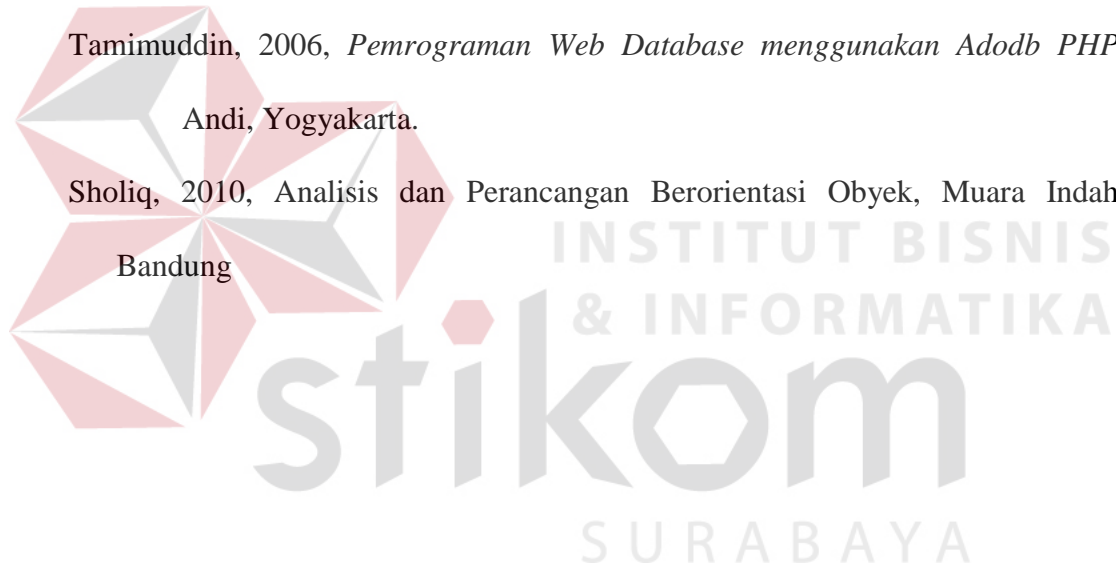 Tamimuddin, 2006, Pemrograman Web Database menggunakan Adodb PHP
Andi, Yogyakarta.
Sholiq, 2010, Analisis dan Perancangan Berorientasi Obyek, Muara Indah
Bandung
INSTITUT BISNIS
& INFORMATIKA
stikom
SURABAYA